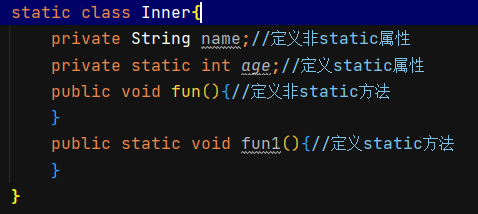 static class Inner{
private String name;//定义非static属性
private static int age;//定义static属性
public void fun(){//定义非static方法
}
public static void fun1(){//定义static方法
}
}